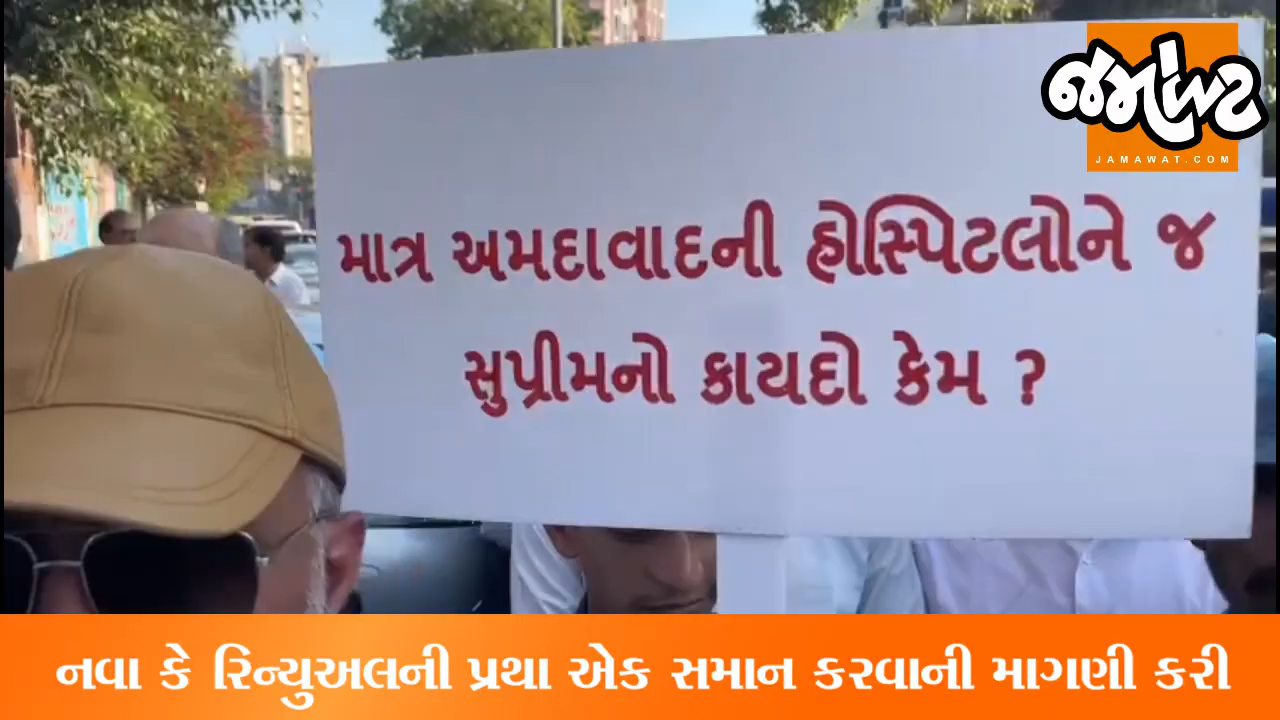 જમાવટ
JAMAWAT.COM
માત્ર અમદાવાદની હોસ્પિટલોને જ
સુપ્રીમનો કાયદો કેમ ?
નવા કે રિન્યુઅલની પ્રથા એક સમાન કરવાની માગણી કરી